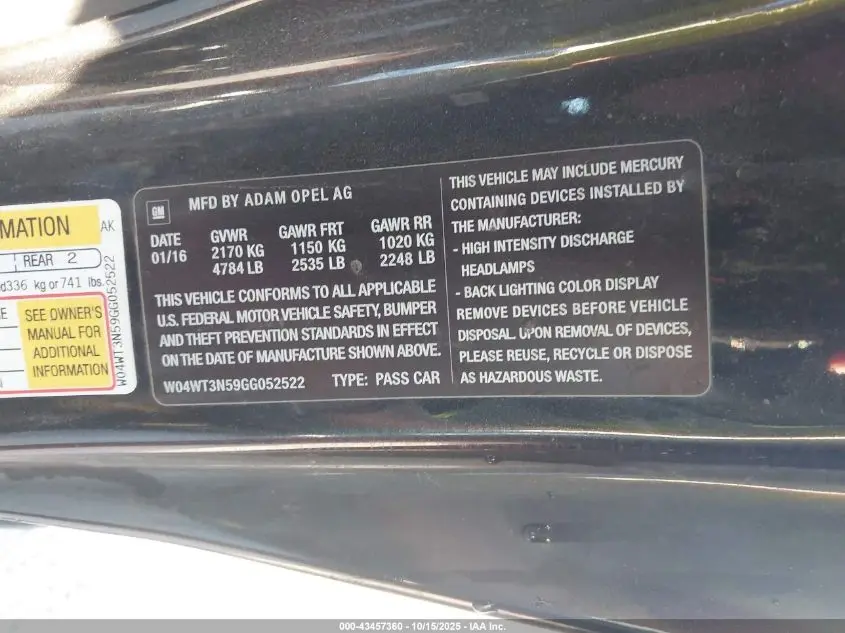 MATION
AK
REAR 2
336 kg or 741 lbs.
SEE OWNER'S
MANUAL FOR
ADDITIONAL
INFORMATION
W04WT3N59GG052522
GM
MFD BY ADAM OPEL AG
DATE GVWR GAWR FRT GAWR RR
01/16 2170 KG 1150 KG 1020 KG
4784 LB 2535 LB 2248 LB
THIS VEHICLE CONFORMS TO ALL APPLICABLE
U.S. FEDERAL MOTOR VEHICLE SAFETY, BUMPER
AND THEFT PREVENTION STANDARDS IN EFFECT
ON THE DATE OF MANUFACTURE SHOWN ABOVE.
W04WT3N59GG052522 TYPE: PASS CAR
THIS VEHICLE MAY INCLUDE MERCURY
CONTAINING DEVICES INSTALLED BY
THE MANUFACTURER:
- HIGH INTENSITY DISCHARGE
HEADLAMPS
- BACK LIGHTING COLOR DISPLAY
REMOVE DEVICES BEFORE VEHICLE
DISPOSAL. UPON REMOVAL OF DEVICES,
PLEASE REUSE, RECYCLE OR DISPOSE
AS HAZARDOUS WASTE.
000-43457360 - 10/15/2025 - IAA Inc.